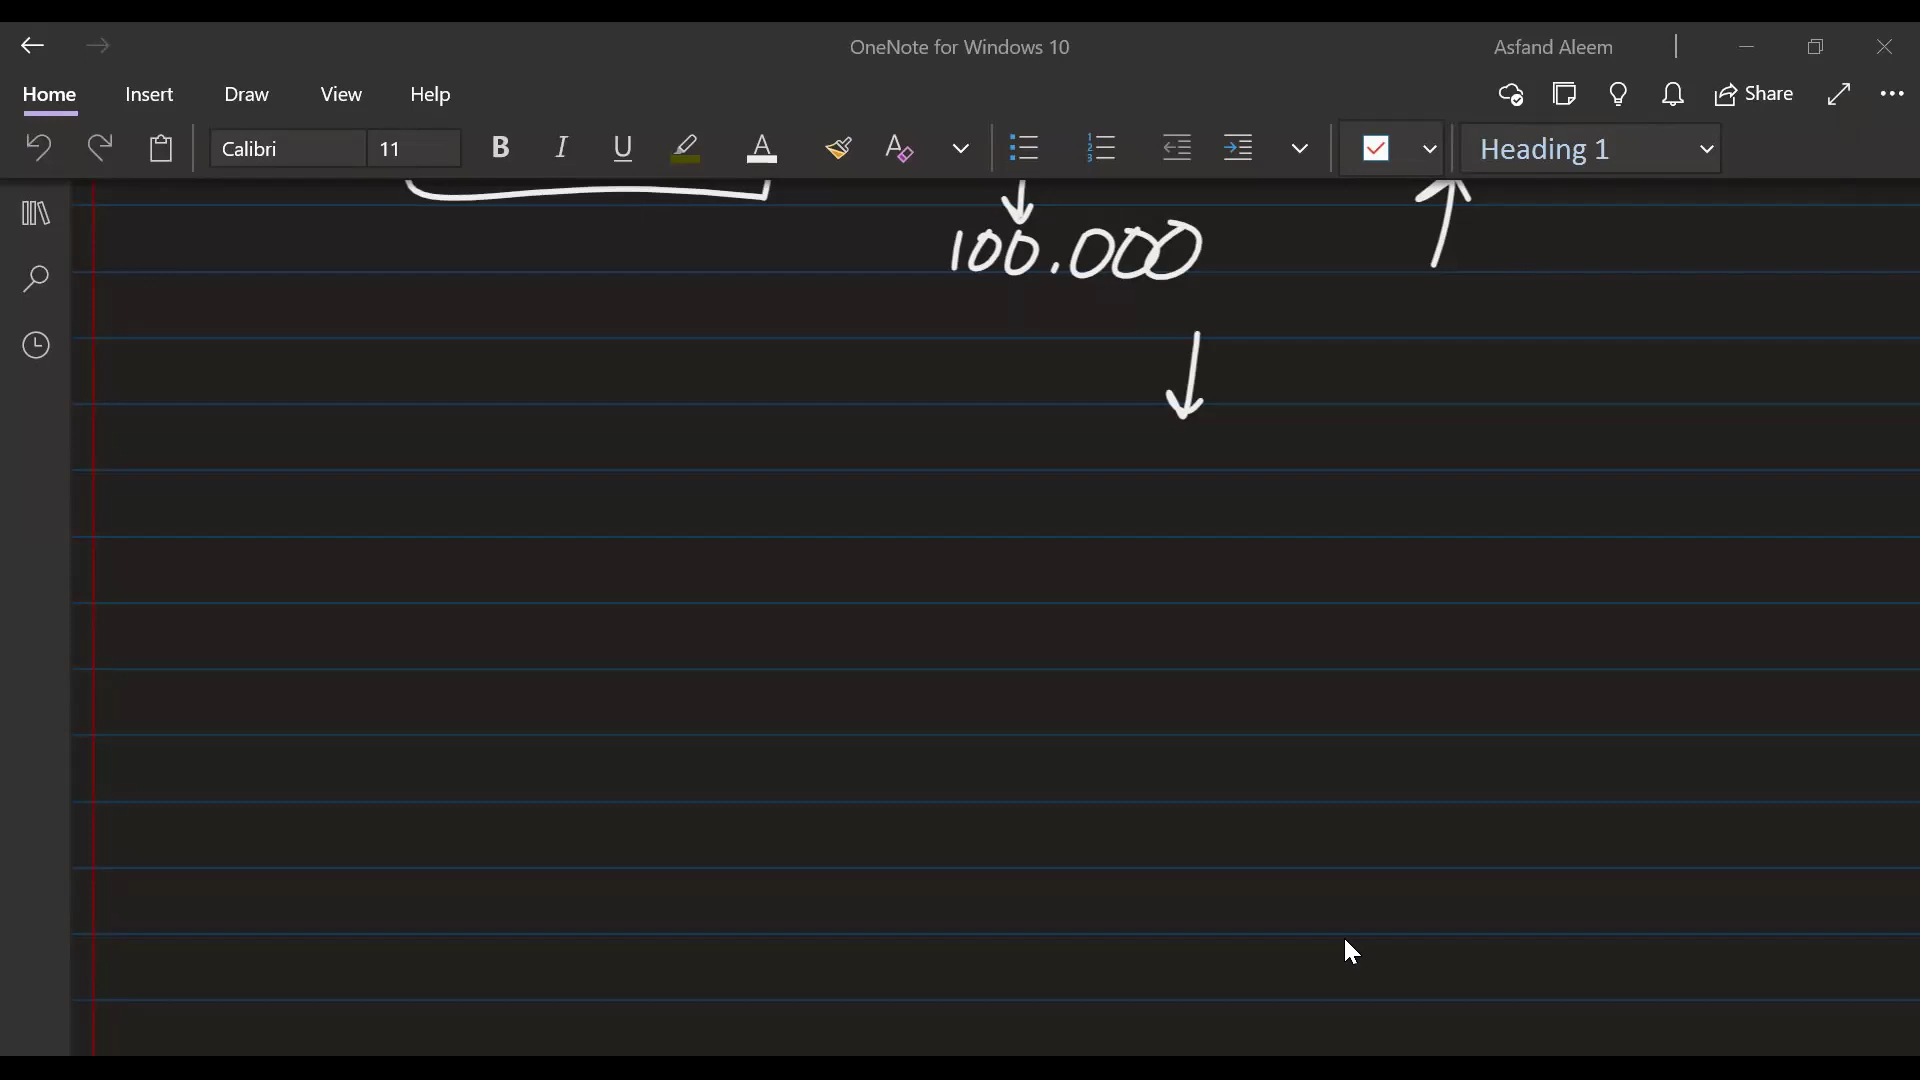 OneNote for Windows 10
Asfand Aleem
Home Insert Draw View Help
Share
Calibri 11 B I U A A Heading 1
100.000